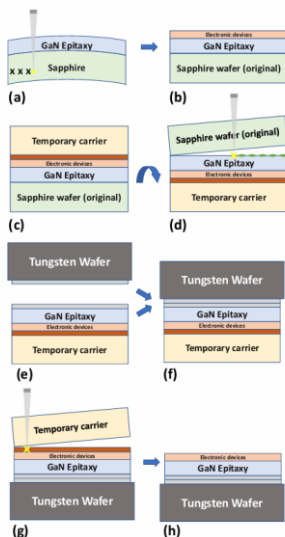 GaN Epitaxy
Sapphire
x x x
(a)
Electronic devices
GaN Epitaxy
Sapphire wafer (original)
(b)
Temporary carrier
Electronic devices
GaN Epitaxy
Sapphire wafer (original)
(c)
Sapphire wafer (original)
GaN Epitaxy
Electronic devices
Temporary carrier
(d)
Tungsten Wafer
GaN Epitaxy
Electronic devices
Temporary carrier
(e)
Tungsten Wafer
GaN Epitaxy
Electronic devices
Temporary carrier
(f)
Temporary carrier
Electronic devices
GaN Epitaxy
Tungsten Wafer
(g)
Electronic devices
GaN Epitaxy
Tungsten Wafer
(h)